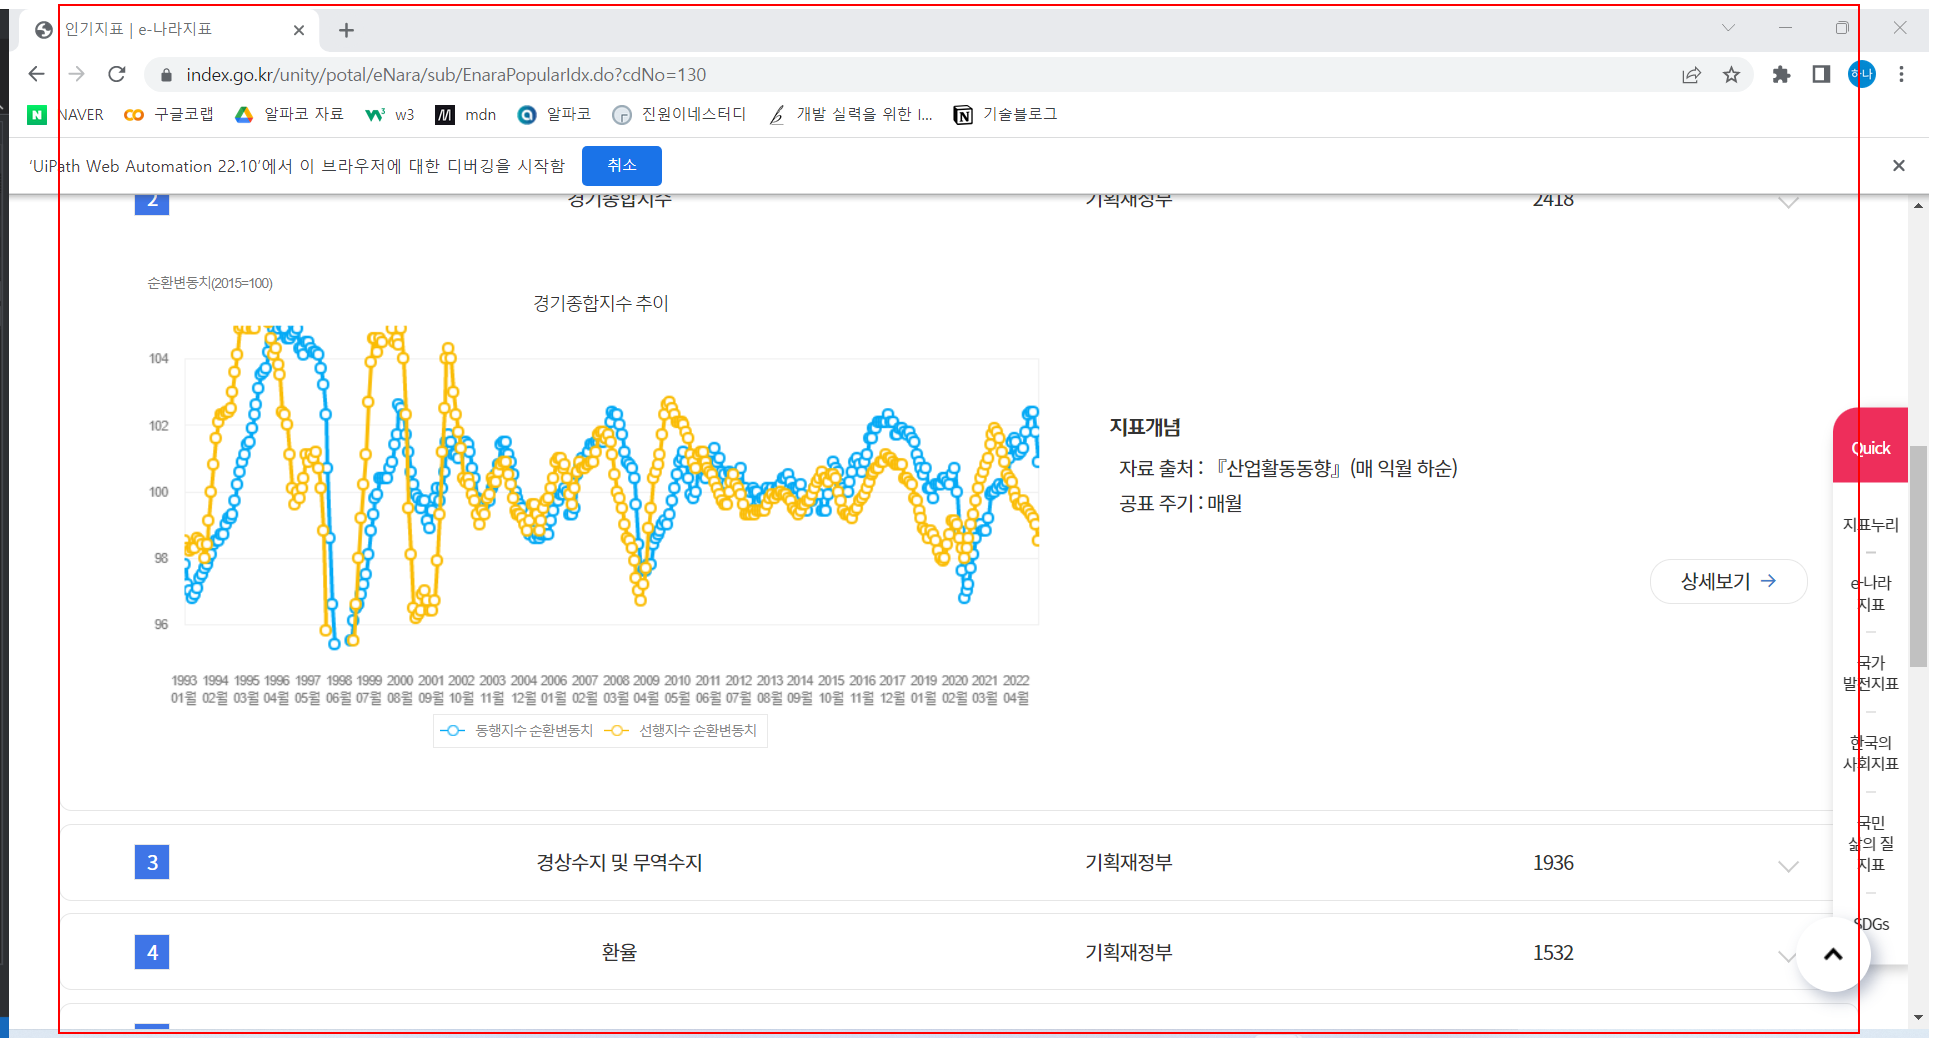 인기지표 | e-나라지표
index.go.kr/unity/potal/eNara/sub/EnaraPopularIdx.do?cdNo=130
하나
NAVER 구글코랩 알파코 자료 w3 mdn 알파코 진원이네스터디 개발 실력을 위한 I... 기술블로그
'UiPath Web Automation 22.10'에서 이 브라우저에 대한 디버깅을 시작함 취소
2 경기종합지수 기획재정부 2418
순환변동치(2015=100)
경기종합지수 추이
104
102
100
98
96
1993 1994 1995 1996 1997 1998 1999 2000 2001 2002 2003 2004 2006 2007 2008 2009 2010 2011 2012 2013 2014 2015 2016 2017 2019 2020 2021 2022
01월 02월 03월 04월 05월 06월 07월 08월 09월 10월 11월 12월 01월 02월 03월 04월 05월 06월 07월 08월 09월 10월 11월 12월 01월 02월 03월 04월
동행지수 순환변동치 선행지수 순환변동치
지표개념
자료 출처 : 『산업활동동향』(매 익월 하순)
공표 주기 : 매월
상세보기 →
3 경상수지 및 무역수지 기획재정부 1936
4 환율 기획재정부 1532
Quick
지표누리
e-나라
지표
국가
발전지표
한국의
사회지표
국민
삶의 질
지표
SDGs